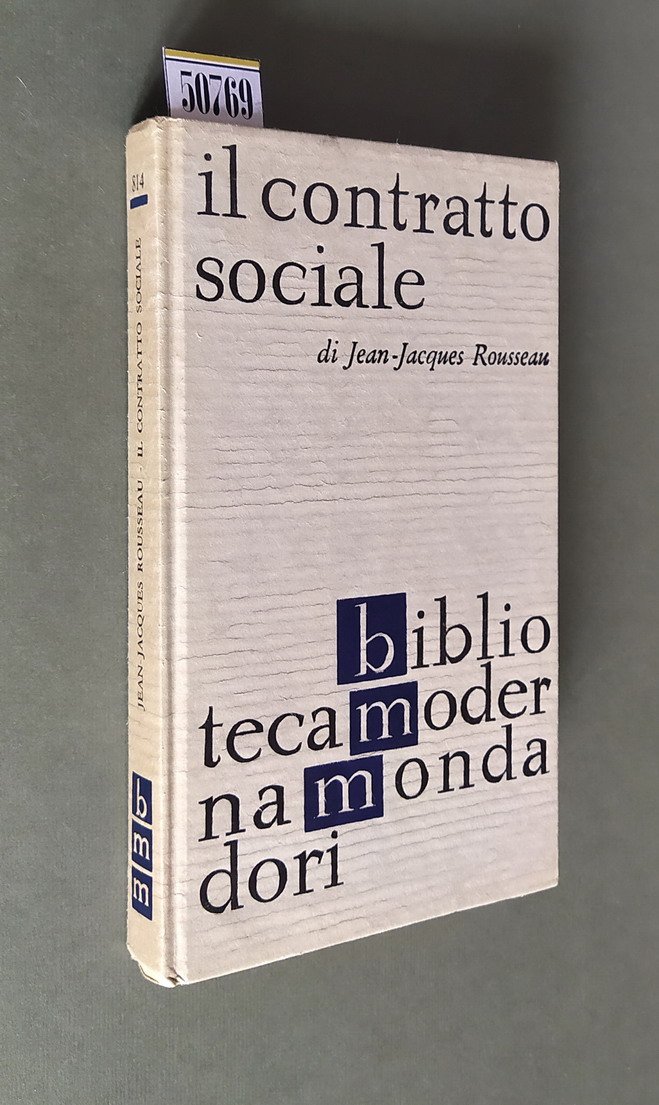 50769
il contratto
sociale
di Jean-Jacques Rousseau
biblio
tecamoder
namonda
dori
814
JEAN-JACQUES ROUSSEAU · IL CONTRATTO SOCIALE
b m m